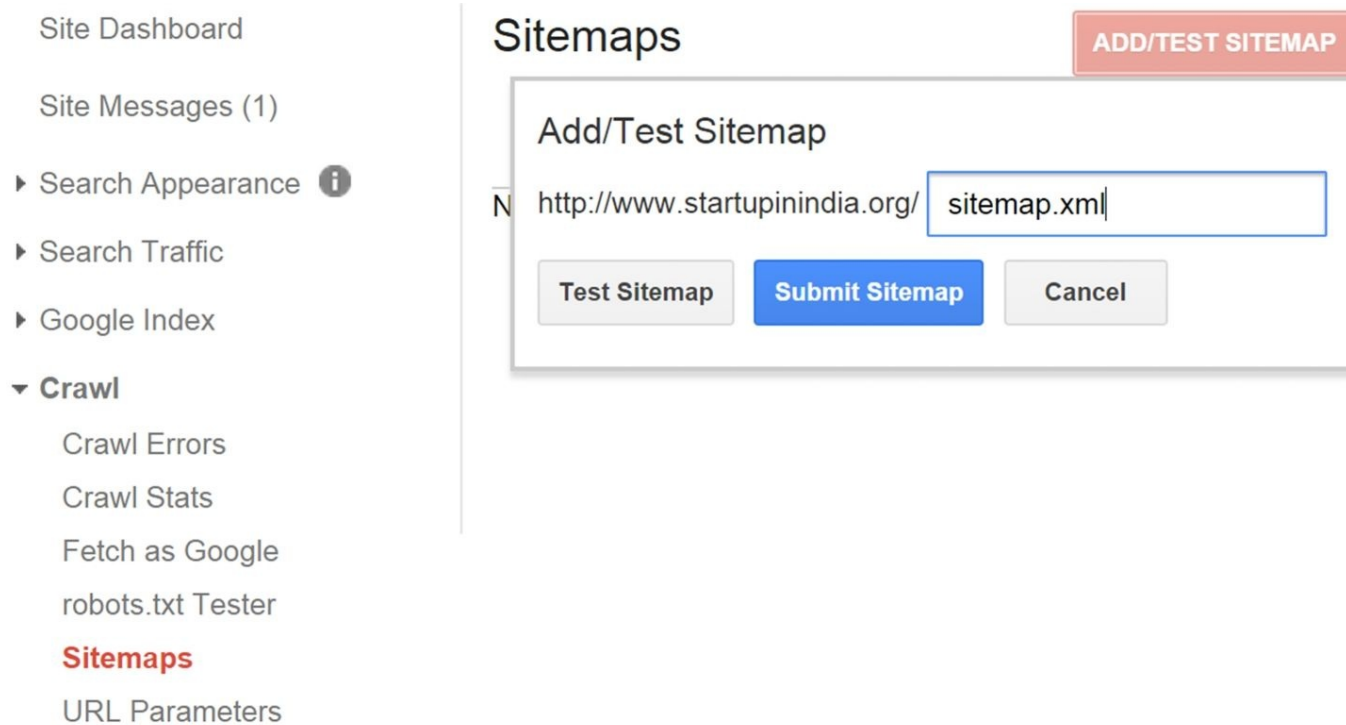 Site Dashboard
Site Messages (1)
Search Appearance
Search Traffic
Google Index
Crawl
Crawl Errors
Crawl Stats
Fetch as Google
robots.txt Tester
Sitemaps
URL Parameters
Sitemaps
ADD/TEST SITEMAP
Add/Test Sitemap
http://www.startupinindia.org/ sitemap.xml
Test Sitemap Submit Sitemap Cancel